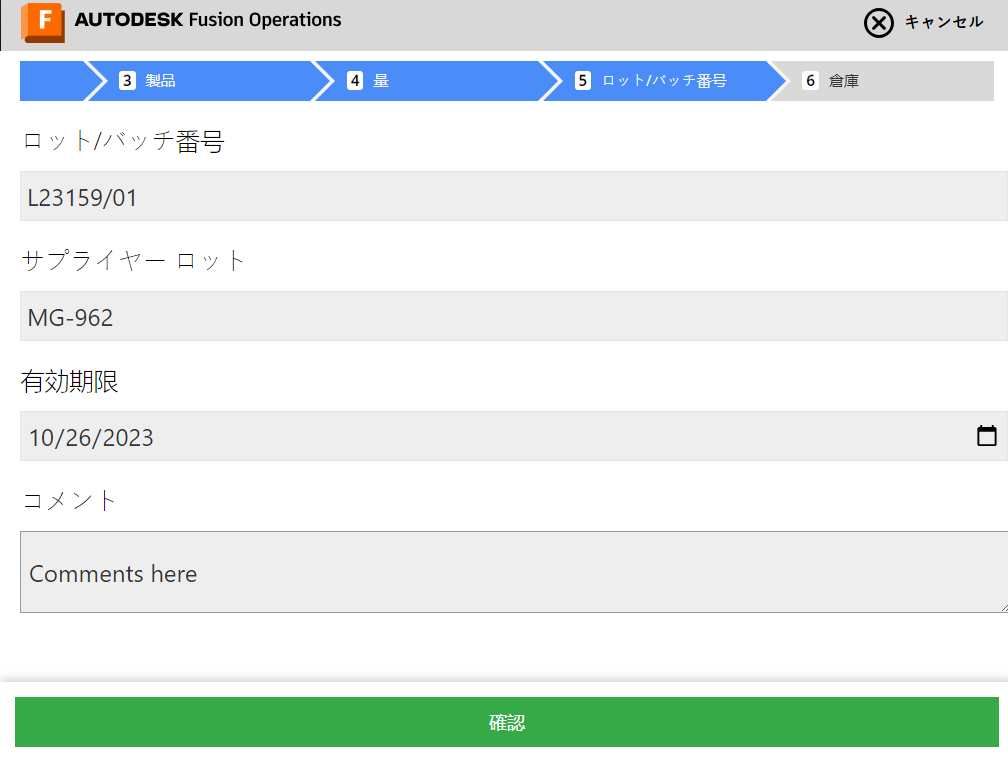 F AUTODESK Fusion Operations キャンセル
3 製品 4 量 5 ロット/バッチ番号 6 倉庫
ロット/バッチ番号
L23159/01
サプライヤー ロット
MG-962
有効期限
10/26/2023
コメント
Comments here
確認